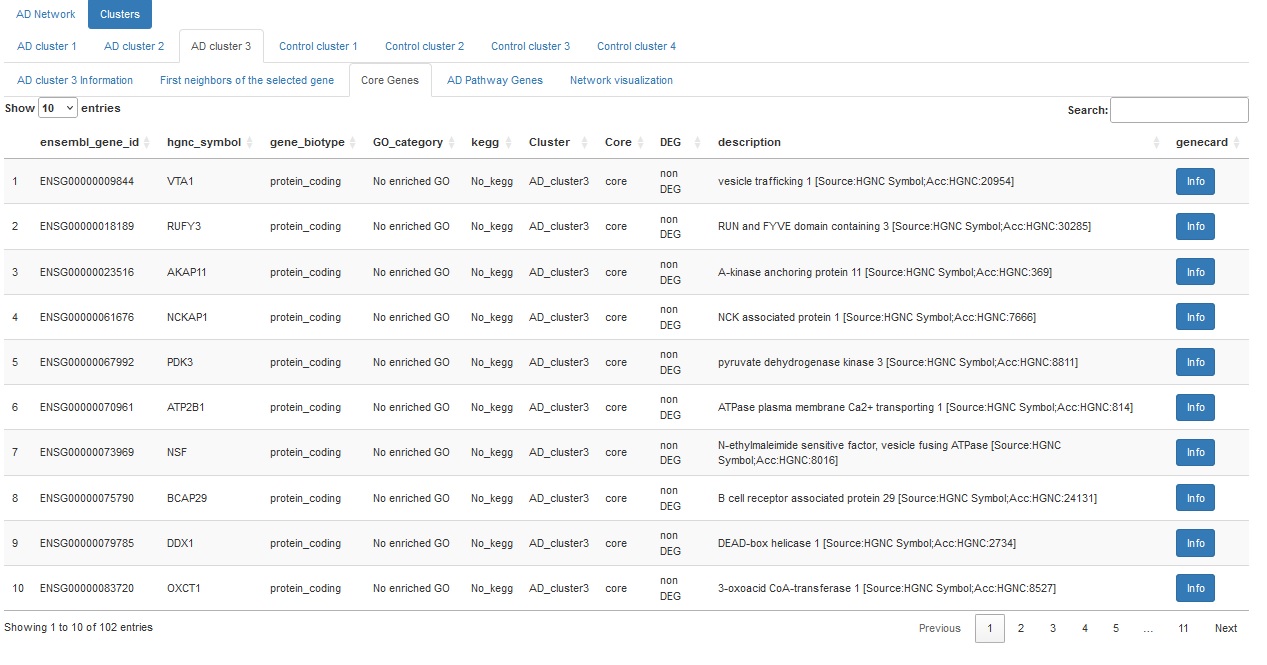 AD Network Clusters
AD cluster 1 AD cluster 2 AD cluster 3 Control cluster 1 Control cluster 2 Control cluster 3 Control cluster 4
AD cluster 3 Information First neighbors of the selected gene Core Genes AD Pathway Genes Network visualization
Show 10 entries Search:
ensembl_gene_id hgnc_symbol gene_biotype GO_category kegg Cluster Core DEG description genecard
1 ENSG00000009844 VTA1 protein_coding No enriched GO No_kegg AD_cluster3 core non DEG vesicle trafficking 1 [Source:HGNC Symbol;Acc:HGNC:20954] Info
2 ENSG00000018189 RUFY3 protein_coding No enriched GO No_kegg AD_cluster3 core non DEG RUN and FYVE domain containing 3 [Source:HGNC Symbol;Acc:HGNC:30285] Info
3 ENSG00000023516 AKAP11 protein_coding No enriched GO No_kegg AD_cluster3 core non DEG A-kinase anchoring protein 11 [Source:HGNC Symbol;Acc:HGNC:369] Info
4 ENSG00000061676 NCKAP1 protein_coding No enriched GO No_kegg AD_cluster3 core non DEG NCK associated protein 1 [Source:HGNC Symbol;Acc:HGNC:7666] Info
5 ENSG00000067992 PDK3 protein_coding No enriched GO No_kegg AD_cluster3 core non DEG pyruvate dehydrogenase kinase 3 [Source:HGNC Symbol;Acc:HGNC:8811] Info
6 ENSG00000070961 ATP2B1 protein_coding No enriched GO No_kegg AD_cluster3 core non DEG ATPase plasma membrane Ca2+ transporting 1 [Source:HGNC Symbol;Acc:HGNC:814] Info
7 ENSG00000073969 NSF protein_coding No enriched GO No_kegg AD_cluster3 core non DEG N-ethylmaleimide sensitive factor, vesicle fusing ATPase [Source:HGNC Symbol;Acc:HGNC:8016] Info
8 ENSG00000075790 BCAP29 protein_coding No enriched GO No_kegg AD_cluster3 core non DEG B cell receptor associated protein 29 [Source:HGNC Symbol;Acc:HGNC:24131] Info
9 ENSG00000079785 DDX1 protein_coding No enriched GO No_kegg AD_cluster3 core non DEG DEAD-box helicase 1 [Source:HGNC Symbol;Acc:HGNC:2734] Info
10 ENSG00000083720 OXCT1 protein_coding No enriched GO No_kegg AD_cluster3 core non DEG 3-oxoacid CoA-transferase 1 [Source:HGNC Symbol;Acc:HGNC:8527] Info
Showing 1 to 10 of 102 entries Previous 1 2 3 4 5 … 11 Next